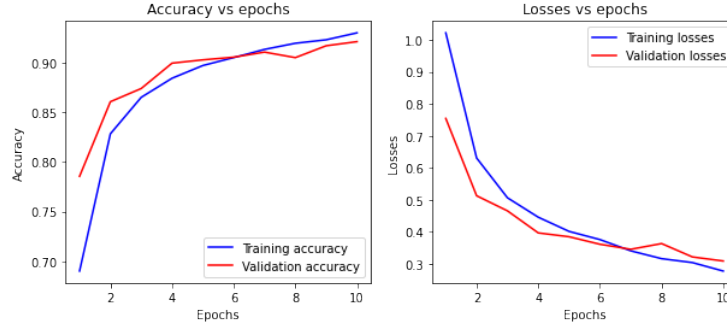 Accuracy vs epochs
Accuracy
0.90
0.85
0.80
0.75
0.70
Training accuracy
Validation accuracy
2
4
6
8
10
Epochs
Losses vs epochs
Losses
1.0
0.9
0.8
0.7
0.6
0.5
0.4
0.3
Training losses
Validation losses
2
4
6
8
10
Epochs